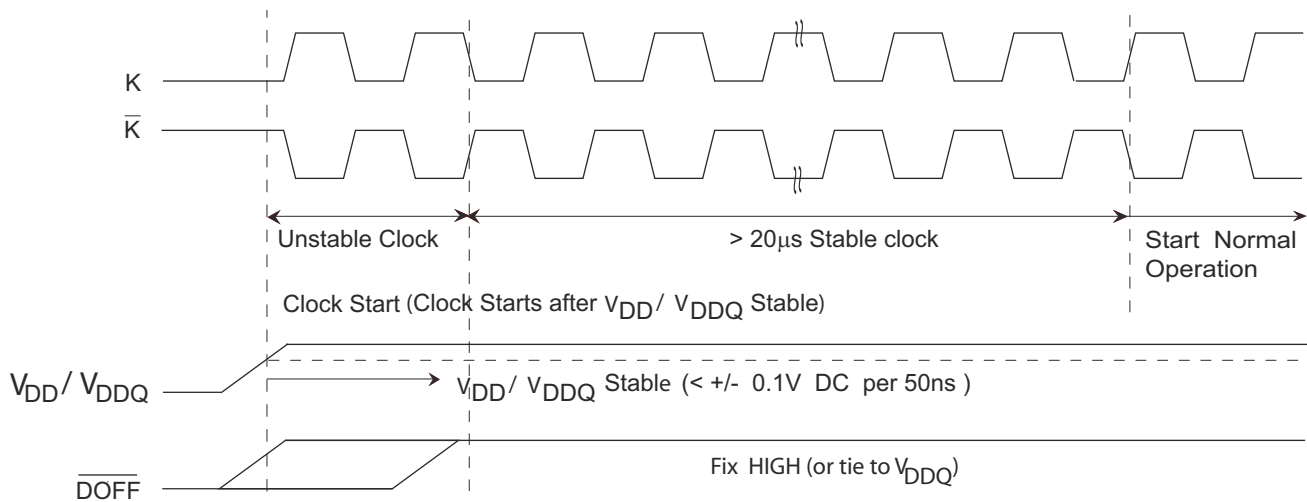 K
K̅
Unstable Clock
> 20μs Stable clock
Start Normal
Operation
Clock Start (Clock Starts after VDD / VDDQ Stable)
VDD / VDDQ
VDD / VDDQ Stable (< +/- 0.1V DC per 50ns )
D̅O̅F̅F̅
Fix HIGH (or tie to VDDQ)